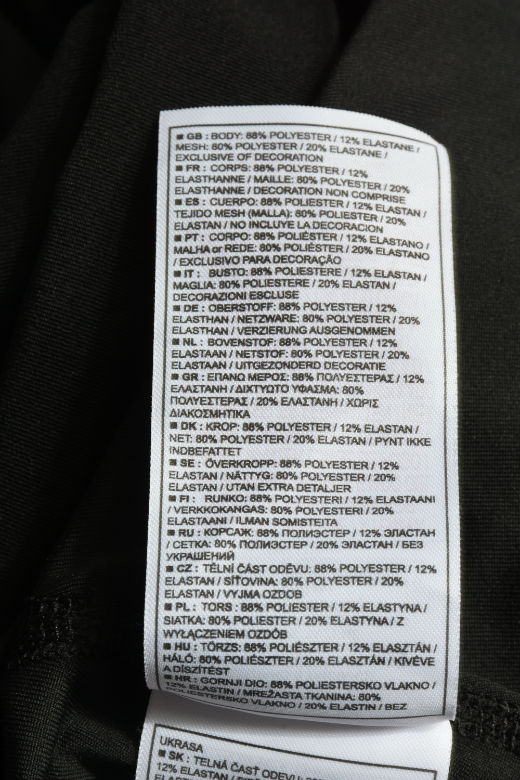 ■ GB : BODY: 88% POLYESTER / 12% ELASTANE /
MESH: 80% POLYESTER / 20% ELASTANE /
EXCLUSIVE OF DECORATION
■ FR : CORPS: 88% POLYESTER / 12%
ELASTHANNE / MAILLE: 80% POLYESTER / 20%
ELASTHANNE / DECORATION NON COMPRISE
■ ES : CUERPO: 88% POLIESTER / 12% ELASTAN /
TEJIDO MESH (MALLA): 80% POLIESTER / 20%
ELASTAN / NO INCLUYE LA DECORACION
■ PT : CORPO: 88% POLIÉSTER / 12% ELASTANO /
MALHA or REDE: 80% POLIÉSTER / 20% ELASTANO
/ EXCLUSIVO PARA DECORAÇÃO
■ IT : BUSTO: 88% POLIESTERE / 12% ELASTAN /
MAGLIA: 80% POLIESTERE / 20% ELASTAN /
DECORAZIONI ESCLUSE
■ DE : OBERSTOFF: 88% POLYESTER / 12%
ELASTHAN / NETZWARE: 80% POLYESTER / 20%
ELASTHAN / VERZIERUNG AUSGENOMMEN
■ NL : BOVENSTOF: 88% POLYESTER / 12%
ELASTAAN / NETSTOF: 80% POLYESTER / 20%
ELASTAAN / UITGEZONDERD DECORATIE
■ GR : ΕΠΑΝΩ ΜΕΡΟΣ: 88% ΠΟΛΥΕΣΤΕΡΑΣ / 12%
ΕΛΑΣΤΑΝΗ / ΔΙΧΤΥΩΤΟ ΥΦΑΣΜΑ: 80%
ΠΟΛΥΕΣΤΕΡΑΣ / 20% ΕΛΑΣΤΑΝΗ / ΧΩΡΙΣ
ΔΙΑΚΟΣΜΗΤΙΚΑ
■ DK : KROP: 88% POLYESTER / 12% ELASTAN /
NET: 80% POLYESTER / 20% ELASTAN / PYNT IKKE
INDBEFATTET
■ SE : ÖVERKROPP: 88% POLYESTER / 12%
ELASTAN / NÄTTYG: 80% POLYESTER / 20%
ELASTAN / UTAN EXTRA DETALJER
■ FI : RUNKO: 88% POLYESTERI / 12% ELASTAANI
/ VERKKOKANGAS: 80% POLYESTERI / 20%
ELASTAANI / ILMAN SOMISTEITA
■ RU : КОРСАЖ: 88% ПОЛИЭСТЕР / 12% ЭЛАСТАН
/ СЕТКА: 80% ПОЛИЭСТЕР / 20% ЭЛАСТАН / БЕЗ
УКРАШЕНИЙ
■ CZ : TĚLNÍ ČÁST ODĚVU: 88% POLYESTER / 12%
ELASTAN / SÍŤOVINA: 80% POLYESTER / 20%
ELASTAN / VYJMA OZDOB
■ PL : TORS : 88% POLIESTER / 12% ELASTYNA /
SIATKA: 80% POLIESTER / 20% ELASTYNA / Z
WYŁĄCZENIEM OZDÓB
■ HU : TÖRZS: 88% POLIÉSZTER / 12% ELASZTÁN /
HÁLÓ: 80% POLIÉSZTER / 20% ELASZTÁN / KIVÉVE
A DÍSZÍTÉST
■ HR : GORNJI DIO: 88% POLIESTERSKO VLAKNO /
12% ELASTIN / MREŽASTA TKANINA: 80%
POLIESTERSKO VLAKNO / 20% ELASTIN / BEZ
UKRASA
■ SK : TELNÁ ČASŤ ODEVU: 88%
12% ELASTAN /